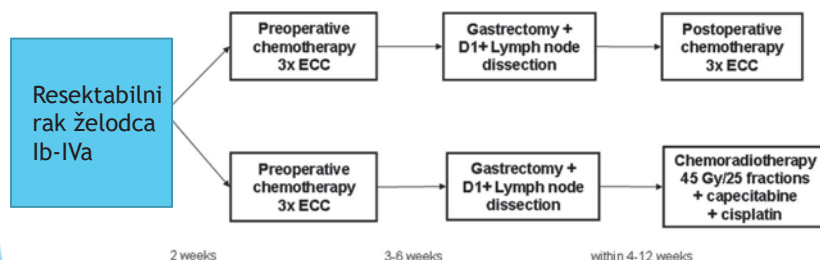 Resektabilni
rak želodca
Ib-IVa
Preoperative
chemotherapy
3x ECC
Gastrectomy +
D1+ Lymph node
dissection
Postoperative
chemotherapy
3x ECC
Preoperative
chemotherapy
3x ECC
Gastrectomy +
D1+ Lymph node
dissection
Chemoradiotherapy
45 Gy/25 fractions
+ capecitabine
+ cisplatin
2 weeks
3-6 weeks
within 4-12 weeks